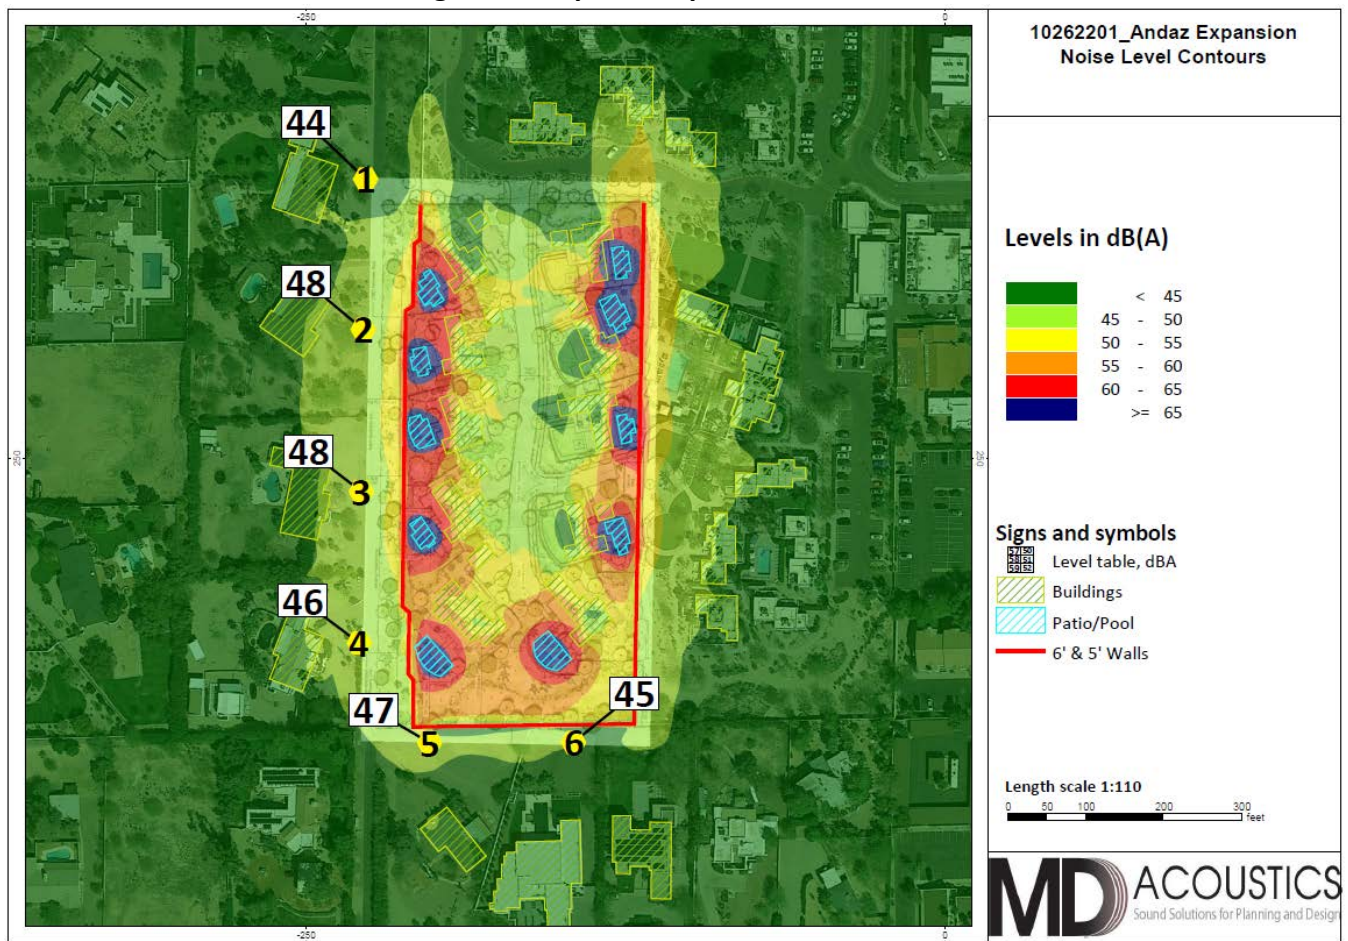 -250
0
10262201_Andaz Expansion
Noise Level Contours
44
1
48
2
48
3
46
4
47
5
45
6
250
250
Levels in dB(A)
< 45
45 - 50
50 - 55
55 - 60
60 - 65
>= 65
Signs and symbols
Level table, dBA
Buildings
Patio/Pool
6' & 5' Walls
Length scale 1:110
0 50 100 200 300
feet
-250
0
MD ACOUSTICS
Sound Solutions for Planning and Design